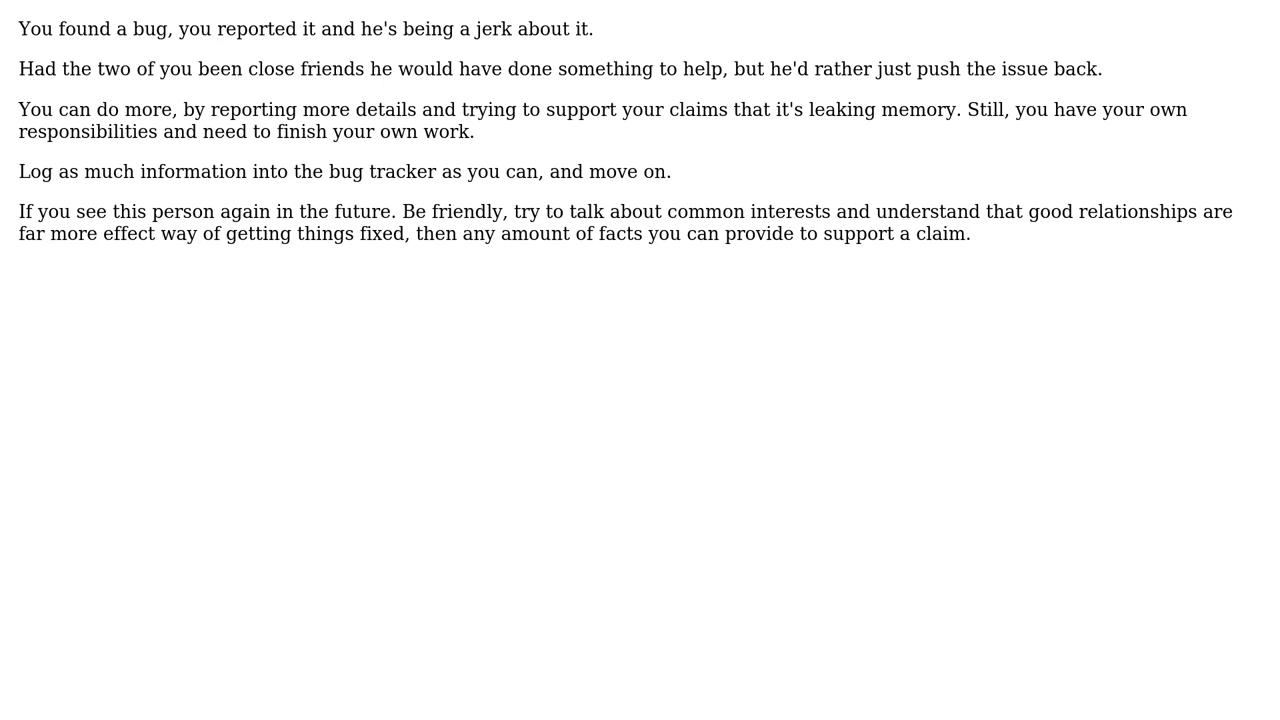 You found a bug, you reported it and he's being a jerk about it.
Had the two of you been close friends he would have done something to help, but he'd rather just push the issue back.
You can do more, by reporting more details and trying to support your claims that it's leaking memory. Still, you have your own
responsibilities and need to finish your own work.
Log as much information into the bug tracker as you can, and move on.
If you see this person again in the future. Be friendly, try to talk about common interests and understand that good relationships are
far more effect way of getting things fixed, then any amount of facts you can provide to support a claim.